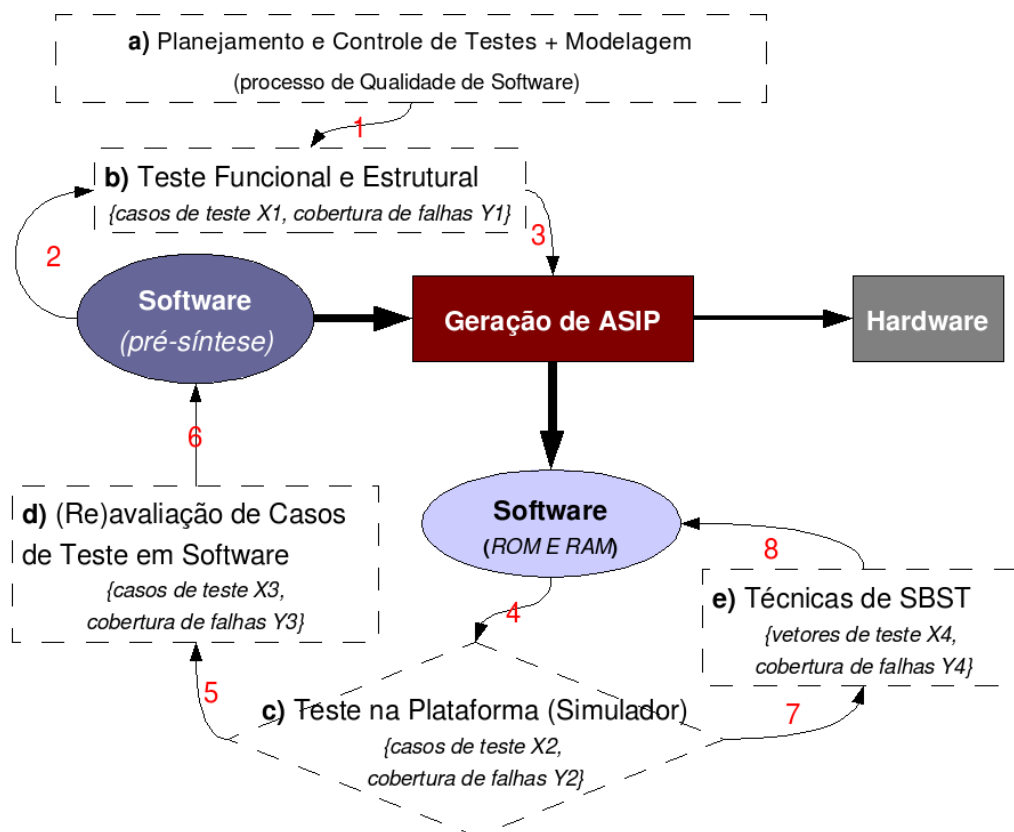 a) Planejamento e Controle de Testes + Modelagem
(processo de Qualidade de Software)
1
b) Teste Funcional e Estrutural
{casos de teste X1, cobertura de falhas Y1}
2
3
Software
(pré-síntese)
Geração de ASIP
Hardware
6
d) (Re)avaliação de Casos
de Teste em Software
{casos de teste X3,
cobertura de falhas Y3}
Software
(ROM E RAM)
8
4
e) Técnicas de SBST
{vetores de teste X4,
cobertura de falhas Y4}
5
c) Teste na Plataforma (Simulador)
{casos de teste X2,
cobertura de falhas Y2}
7